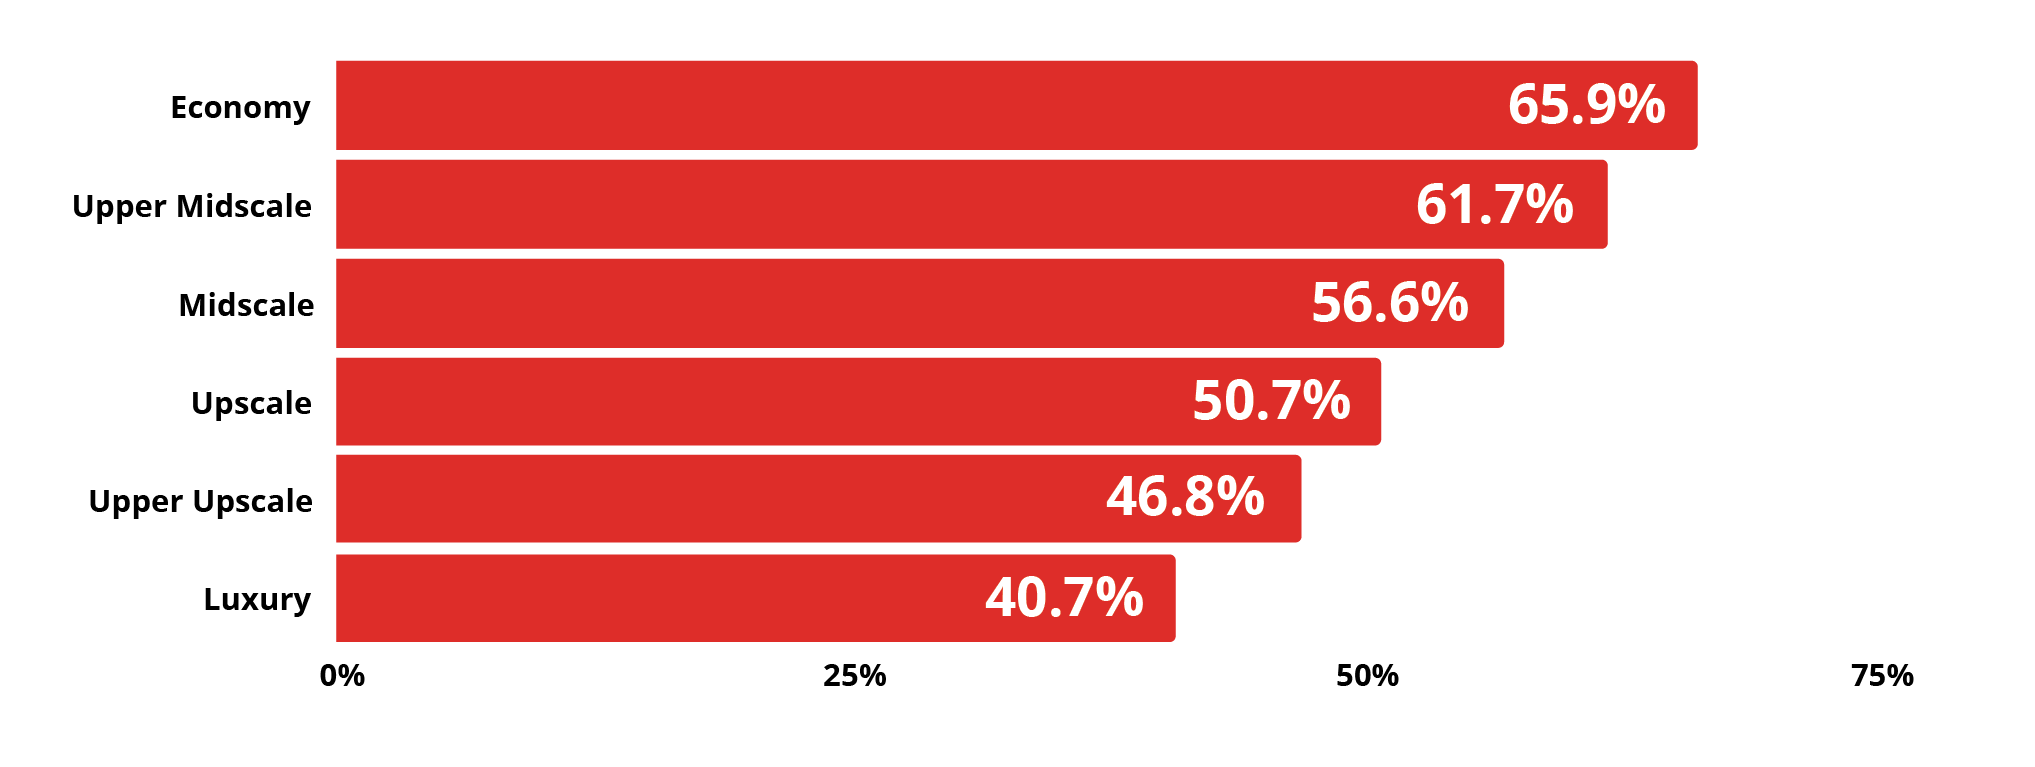 Economy 65.9%
Upper Midscale 61.7%
Midscale 56.6%
Upscale 50.7%
Upper Upscale 46.8%
Luxury 40.7%
0% 25% 50% 75%